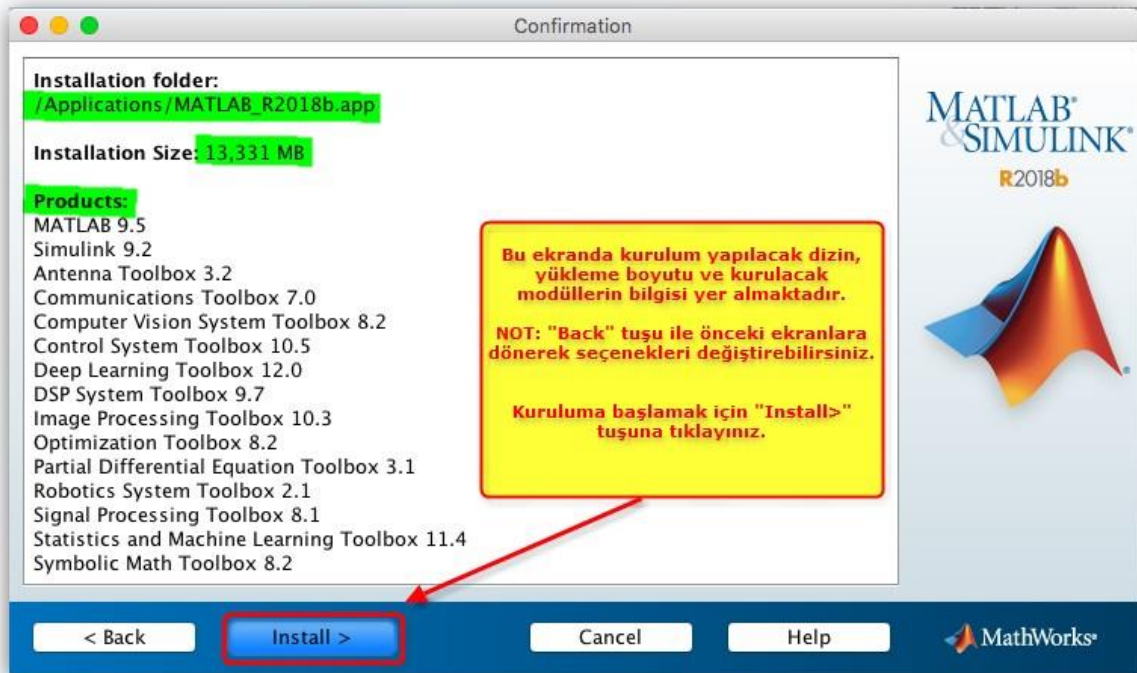 Confirmation
Installation folder:
/Applications/MATLAB_R2018b.app
Installation Size: 13,331 MB
Products:
MATLAB 9.5
Simulink 9.2
Antenna Toolbox 3.2
Communications Toolbox 7.0
Computer Vision System Toolbox 8.2
Control System Toolbox 10.5
Deep Learning Toolbox 12.0
DSP System Toolbox 9.7
Image Processing Toolbox 10.3
Optimization Toolbox 8.2
Partial Differential Equation Toolbox 3.1
Robotics System Toolbox 2.1
Signal Processing Toolbox 8.1
Statistics and Machine Learning Toolbox 11.4
Symbolic Math Toolbox 8.2
Bu ekranda kurulum yapılacak dizin,
yükleme boyutu ve kurulacak
modüllerin bilgisi yer almaktadır.
NOT: "Back" tuşu ile önceki ekranlara
dönerek seçenekleri değiştirebilirsiniz.
Kuruluma başlamak için "Install>"
tuşuna tıklayınız.
MATLAB®
&SIMULINK®
R2018b
< Back
Install >
Cancel
Help
MathWorks®